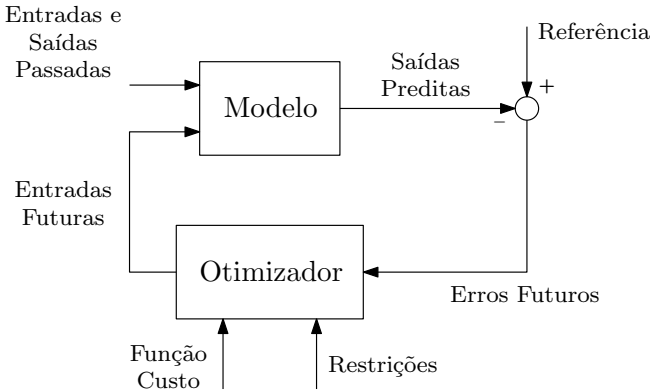 Entradas e
Saídas
Passadas
Referência
Saídas
Preditas
+
Modelo
−
Entradas
Futuras
Otimizador
Erros Futuros
Função
Custo
Restrições